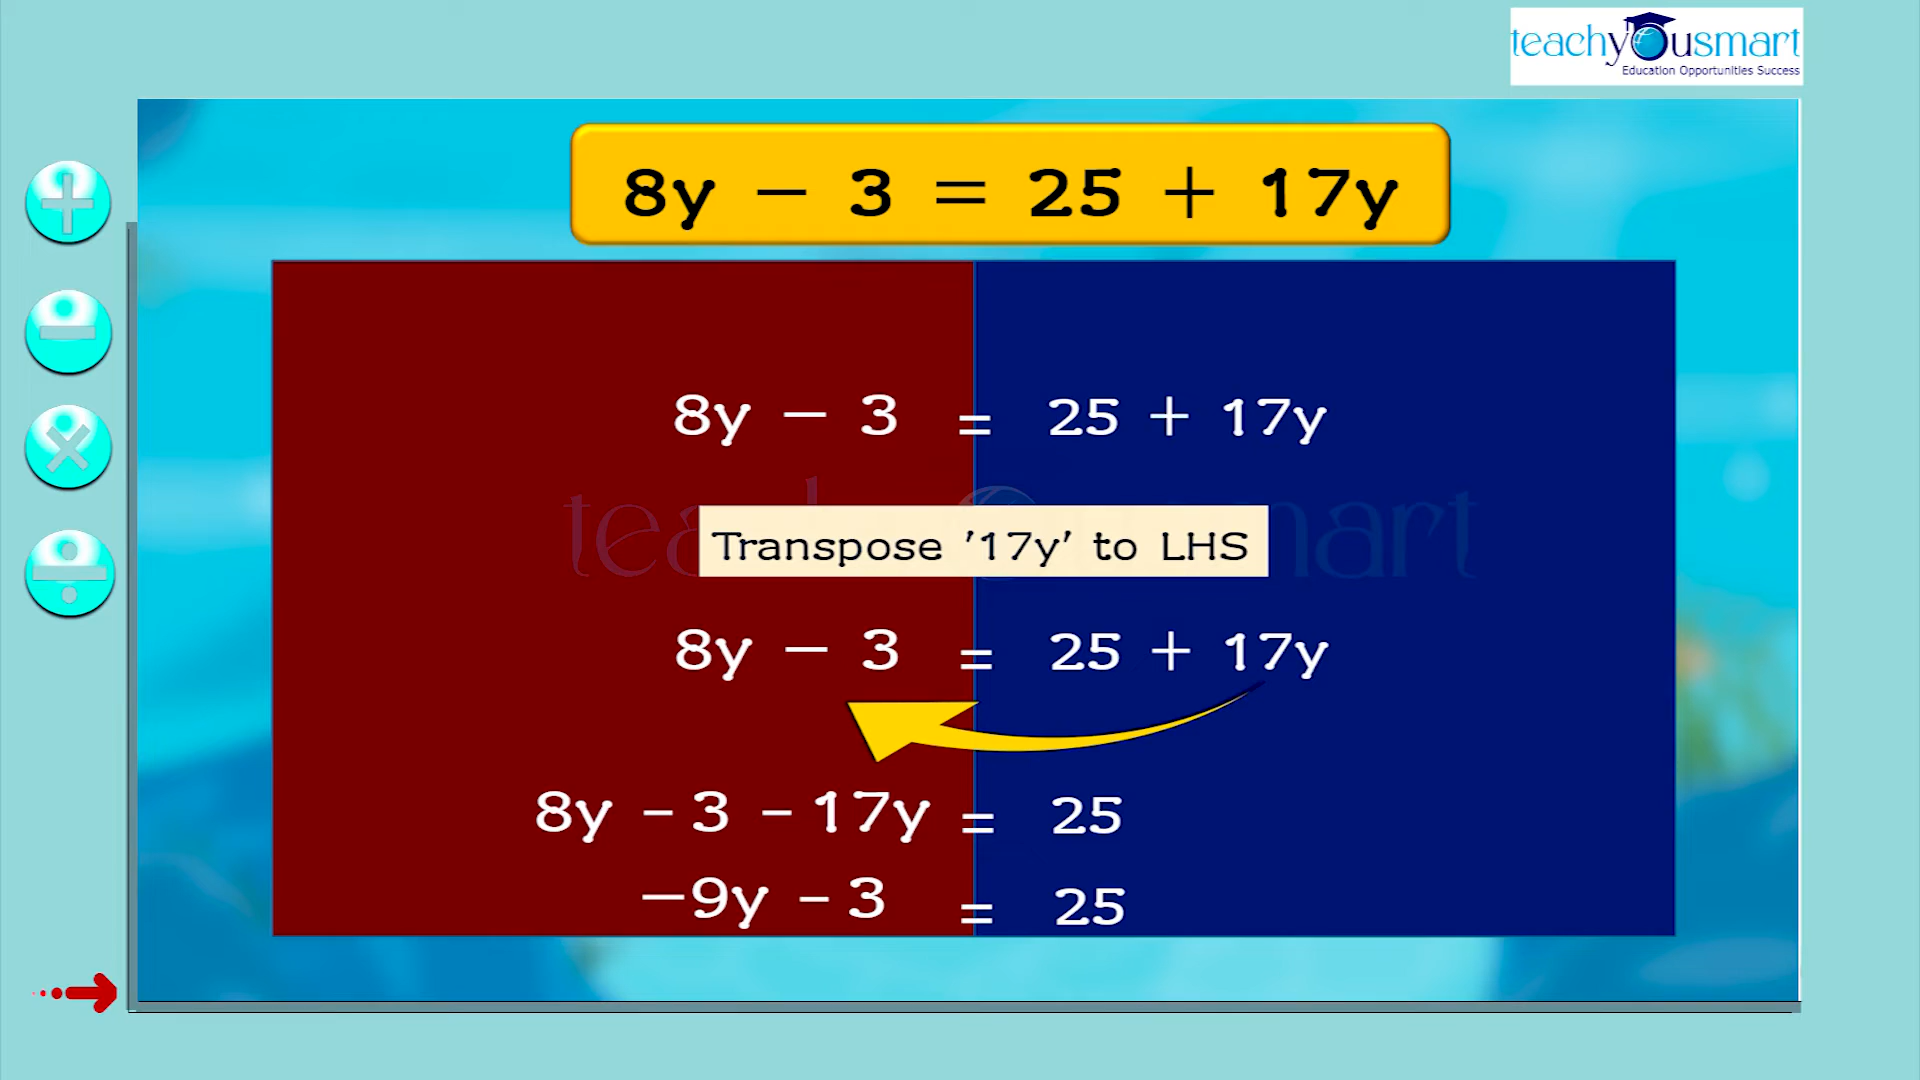 teachyousmart
Education Opportunities Success
8y − 3 = 25 + 17y
8y − 3 = 25 + 17y
Transpose '17y' to LHS
8y − 3 = 25 + 17y
8y − 3 − 17y = 25
−9y − 3 = 25